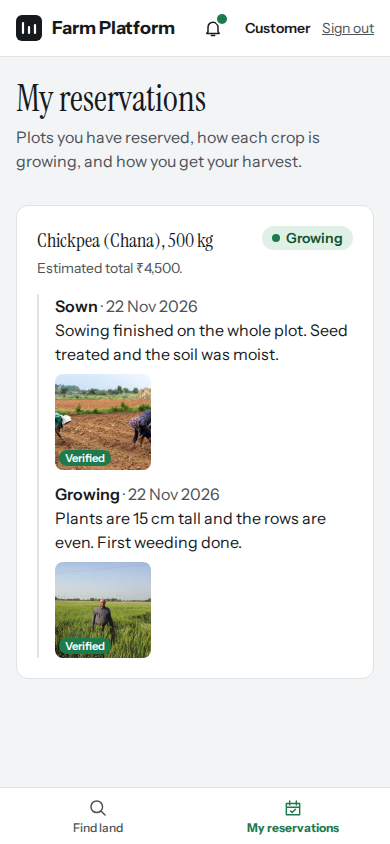 Farm Platform
Customer
Sign out
My reservations
Plots you have reserved, how each crop is
growing, and how you get your harvest.
Chickpea (Chana), 500 kg
Growing
Estimated total ₹4,500.
Sown · 22 Nov 2026
Sowing finished on the whole plot. Seed
treated and the soil was moist.
Verified
Growing · 22 Nov 2026
Plants are 15 cm tall and the rows are
even. First weeding done.
Verified
Find land
My reservations